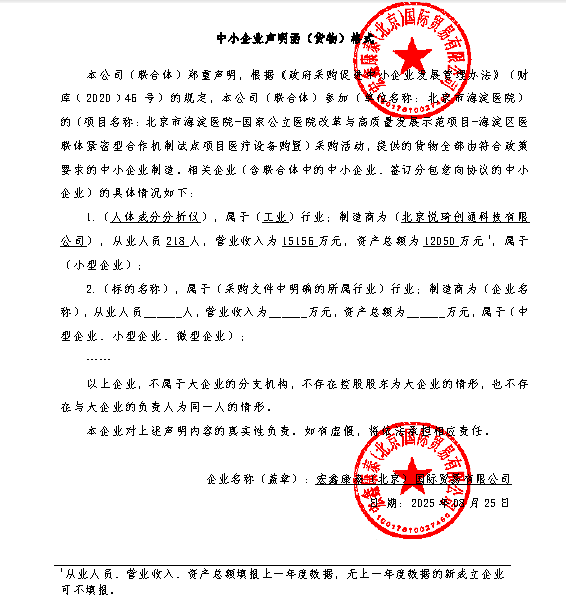 中小企业声明函（货物）格式
本公司（联合体）郑重声明，根据《政府采购促进中小企业发展管理办法》（财
库（2020）46 号）的规定，本公司（联合体）参加（单位名称：北京市海淀医院）
的（项目名称：北京市海淀医院-国家公立医院改革与高质量发展示范项目-海淀区医
联体紧密型合作机制试点项目医疗设备购置）采购活动，提供的货物全部由符合政策
要求的中小企业制造。相关企业（含联合体中的中小企业、签订分包意向协议的中小
企业）的具体情况如下：
1.（人体成分分析仪），属于（工业）行业；制造商为（北京悦琦创通科技有限
公司），从业人员 218 人，营业收入为 15156 万元，资产总额为 12050 万元¹，属于
（小型企业）；
2.（标的名称），属于（采购文件中明确的所属行业）行业；制造商为（企业名
称），从业人员______人，营业收入为______万元，资产总额为______万元，属于（中
型企业、小型企业、微型企业）；
……
以上企业，不属于大企业的分支机构，不存在控股股东为大企业的情形，也不存
在与大企业的负责人为同一人的情形。
本企业对上述声明内容的真实性负责。如有虚假，将依法承担相应责任。
企业名称（盖章）：宏鑫康泰（北京）国际贸易有限公司
日期：2025 年 08 月 25 日
¹从业人员、营业收入、资产总额填报上一年度数据，无上一年度数据的新成立企业
可不填报。